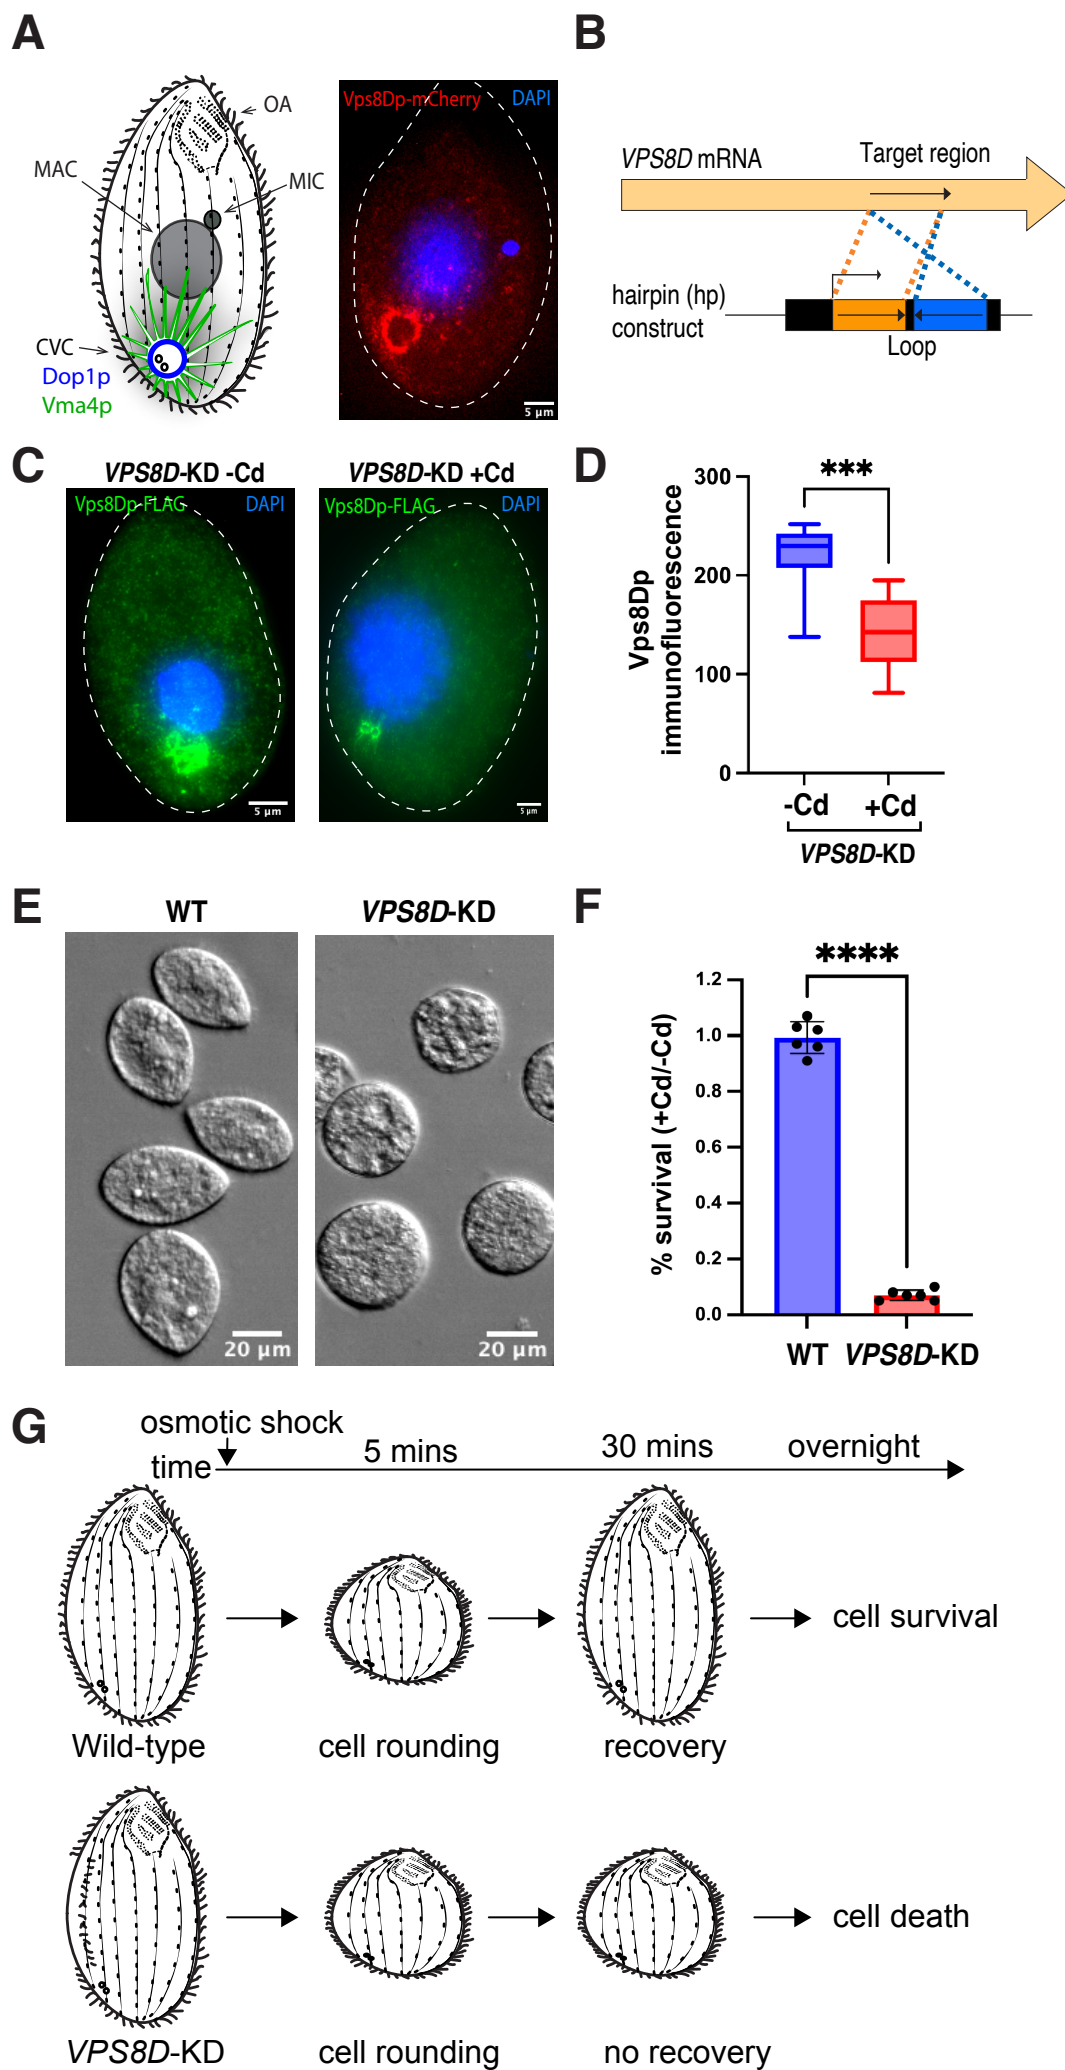 A
OA
MAC
MIC
CVC
Dop1p
Vma4p
Vps8Dp-mCherry
DAPI
5 µm
B
VPS8D mRNA
Target region
hairpin (hp)
construct
Loop
C
VPS8D-KD -Cd
VPS8D-KD +Cd
Vps8Dp-FLAG
DAPI
5 µm
Vps8Dp-FLAG
DAPI
5 µm
D
***
300
200
100
0
Vps8Dp
immunofluorescence
-Cd
+Cd
VPS8D-KD
E
WT
VPS8D-KD
20 µm
20 µm
F
****
1.2
1.0
0.8
0.6
0.4
0.2
0.0
% survival (+Cd/-Cd)
WT
VPS8D-KD
G
osmotic shock
time
5 mins
30 mins
overnight
cell survival
Wild-type
cell rounding
recovery
cell death
VPS8D-KD
cell rounding
no recovery